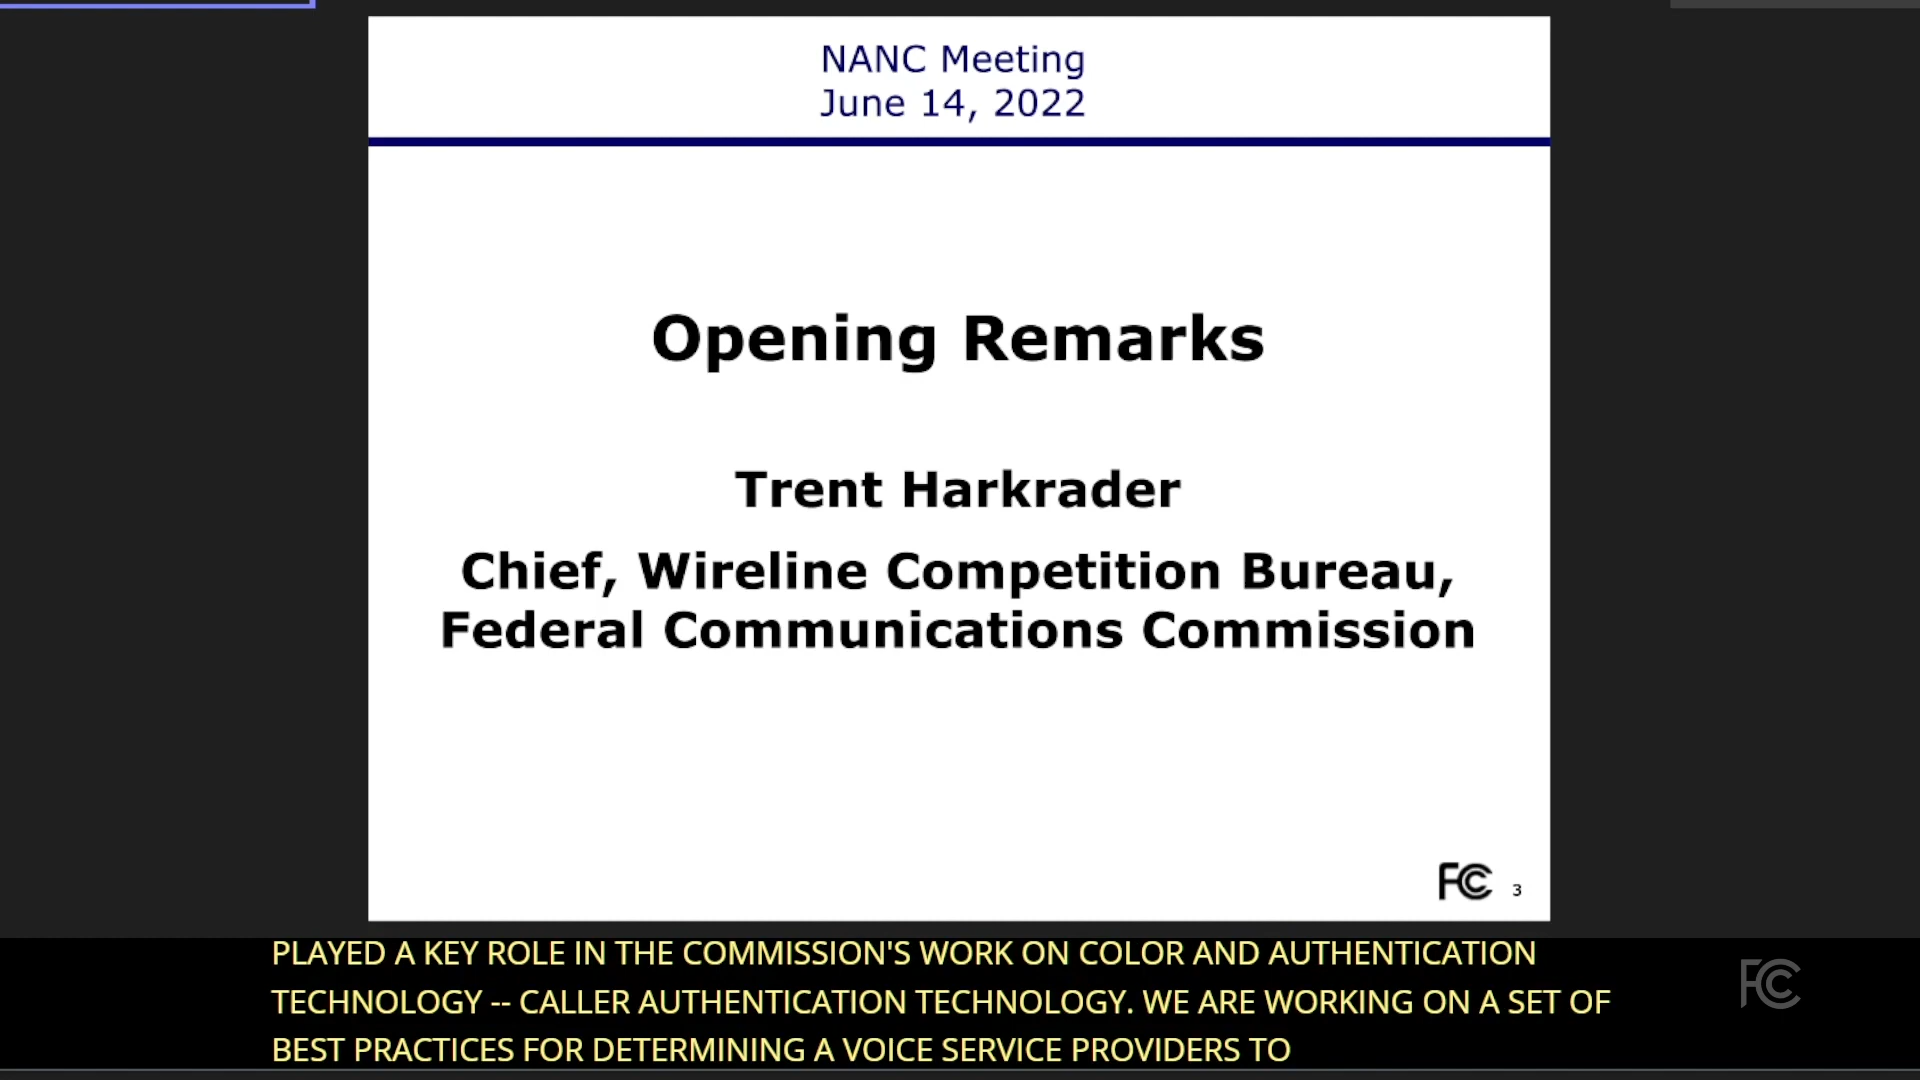 NANC Meeting
June 14, 2022
Opening Remarks
Trent Harkrader
Chief, Wireline Competition Bureau,
Federal Communications Commission
FCC 3
PLAYED A KEY ROLE IN THE COMMISSION'S WORK ON COLOR AND AUTHENTICATION
TECHNOLOGY -- CALLER AUTHENTICATION TECHNOLOGY. WE ARE WORKING ON A SET OF
BEST PRACTICES FOR DETERMINING A VOICE SERVICE PROVIDERS TO
FCC